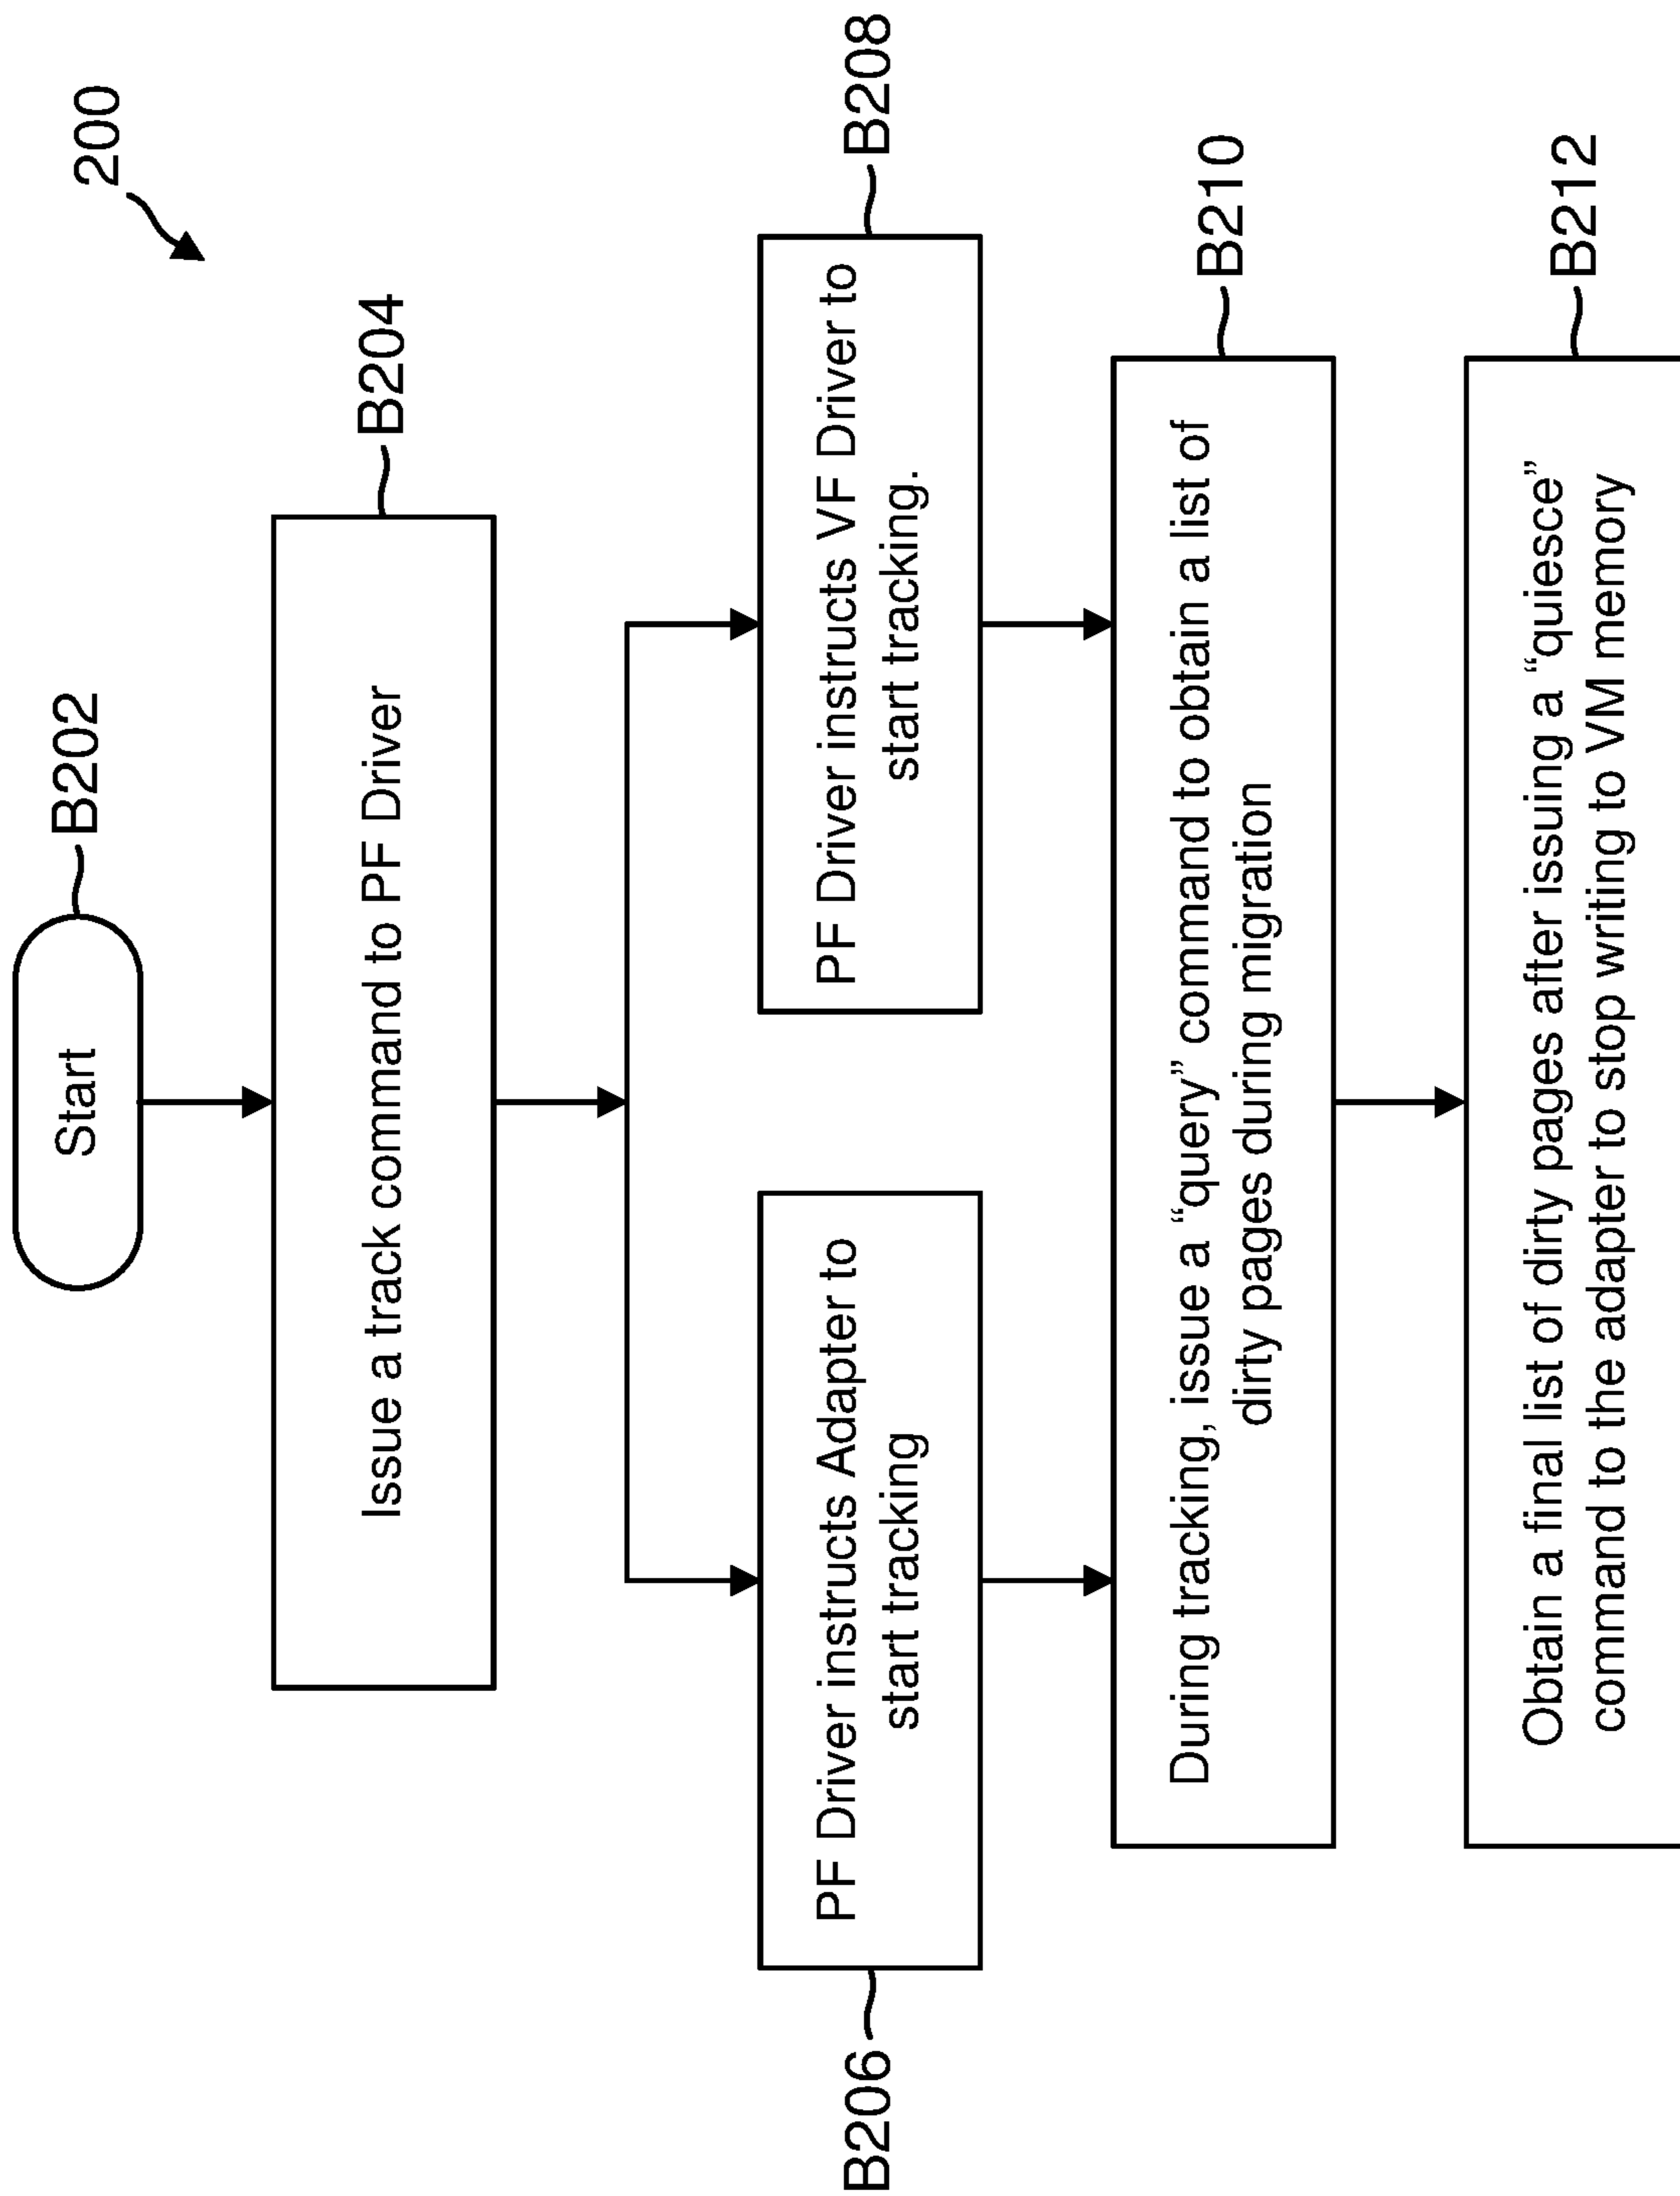 200
Start
B202
Issue a track command to PF Driver
B204
PF Driver instructs Adapter to
start tracking
B206
PF Driver instructs VF Driver to
start tracking.
B208
During tracking, issue a “query” command to obtain a list of
dirty pages during migration
B210
Obtain a final list of dirty pages after issuing a “quiesce”
command to the adapter to stop writing to VM memory
B212